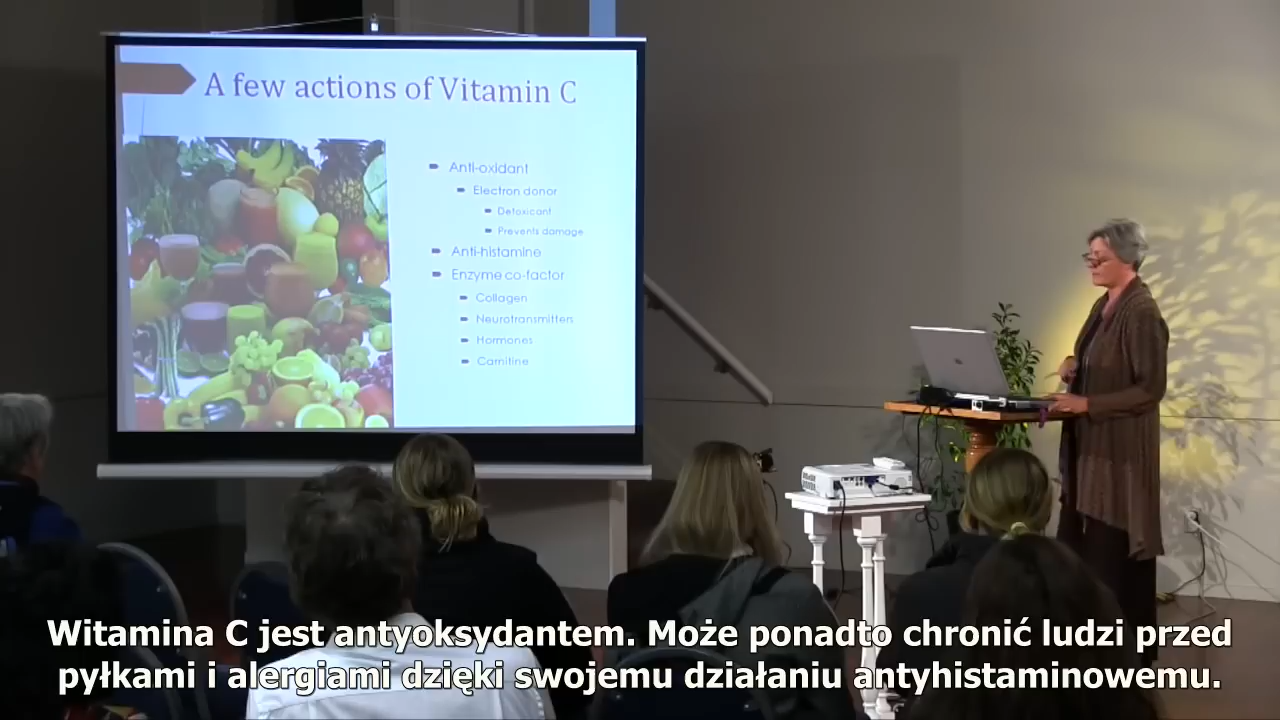 A few actions of Vitamin C
Anti-oxidant
Electron donor
Detoxicant
Prevents damage
Anti-histamine
Enzyme co-factor
Collagen
Neurotransmitters
Hormones
Carnitine
Witamina C jest antyoksydantem. Może ponadto chronić ludzi przed
pyłkami i alergiami dzięki swojemu działaniu antyhistaminowemu.